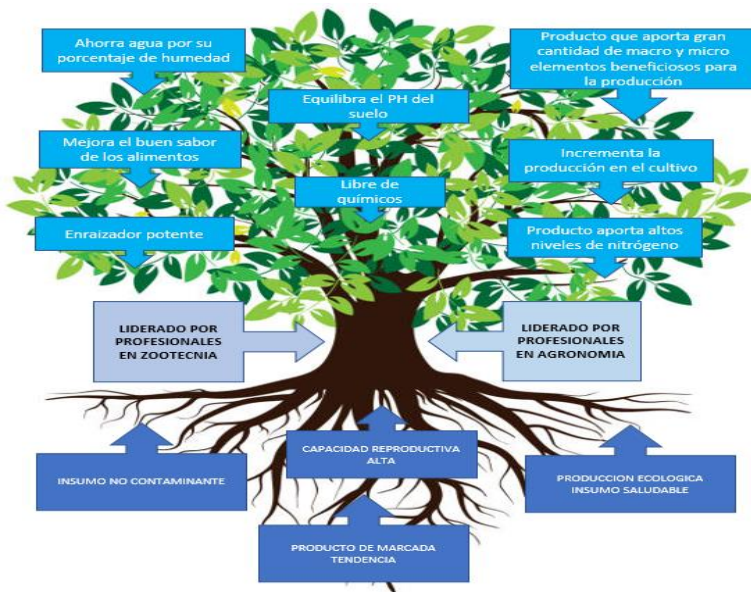 Ahorra agua por su
porcentaje de humedad
Producto que aporta gran
cantidad de macro y micro
elementos beneficiosos para
la producción
Equilibra el PH del
suelo
Mejora el buen sabor
de los alimentos
Incrementa la
producción en el cultivo
Libre de
químicos
Enraizador potente
Producto aporta altos
niveles de nitrógeno
LIDERADO POR
PROFESIONALES
EN ZOOTECNIA
LIDERADO POR
PROFESIONALES
EN AGRONOMIA
INSUMO NO CONTAMINANTE
CAPACIDAD REPRODUCTIVA
ALTA
PRODUCCION ECOLOGICA
INSUMO SALUDABLE
PRODUCTO DE MARCADA
TENDENCIA